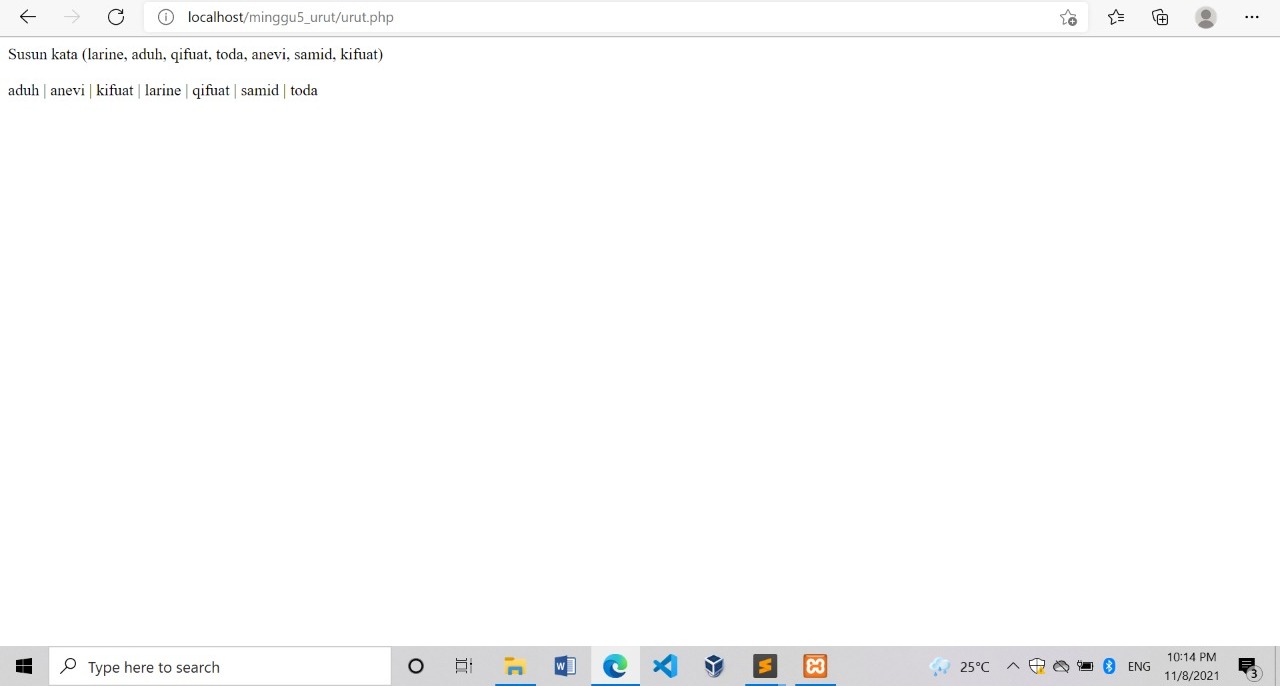 localhost/minggu5_urut/urut.php
Susun kata (larine, aduh, qifuat, toda, anevi, samid, kifuat)
aduh | anevi | kifuat | larine | qifuat | samid | toda
Type here to search
25°C
ENG
10:14 PM
11/8/2021
3